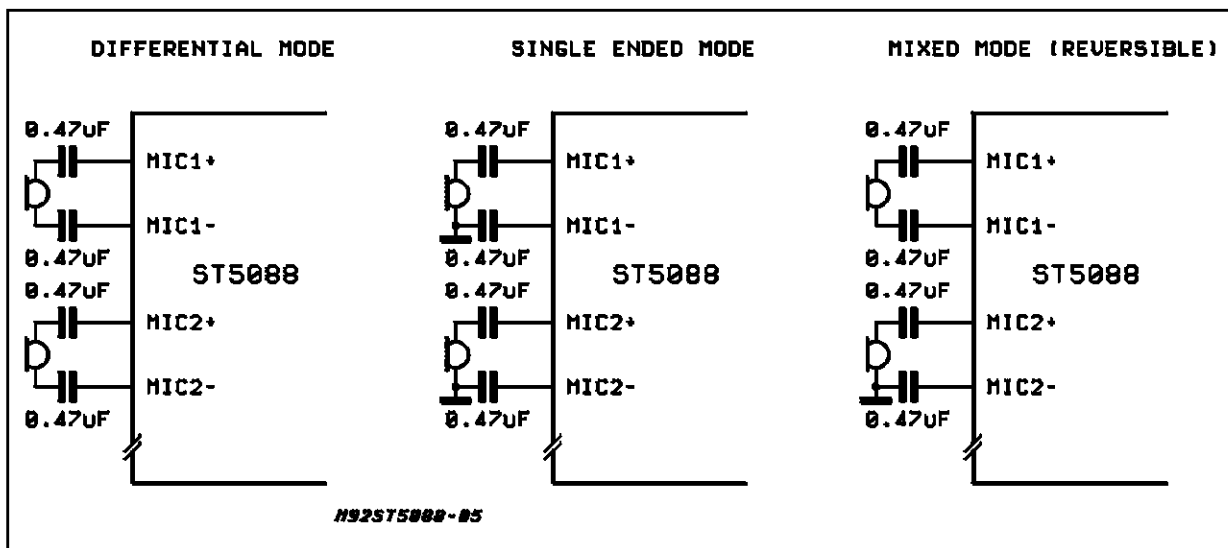 DIFFERENTIAL MODE
0.47uF
MIC1+
MIC1-
0.47uF
ST5088
0.47uF
MIC2+
MIC2-
0.47uF
SINGLE ENDED MODE
0.47uF
MIC1+
MIC1-
0.47uF
ST5088
0.47uF
MIC2+
MIC2-
0.47uF
MIXED MODE (REVERSIBLE)
0.47uF
MIC1+
MIC1-
0.47uF
ST5088
0.47uF
MIC2+
MIC2-
0.47uF
M92ST5088-05